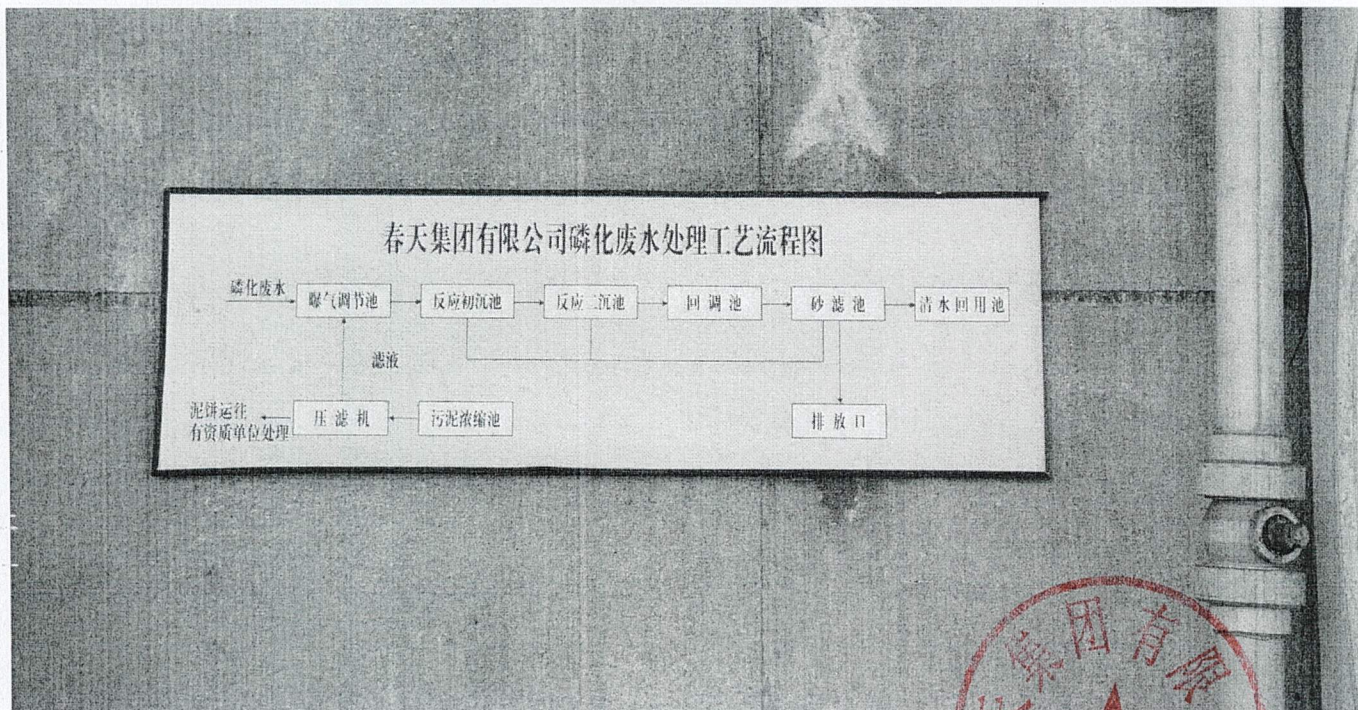 春天集团有限公司磷化废水处理工艺流程图
磷化废水
曝气调节池
反应初沉池
反应二沉池
回调池
砂滤池
清水回用池
滤液
泥饼运往
有资质单位处理
压滤机
污泥浓缩池
排放口
集团有限